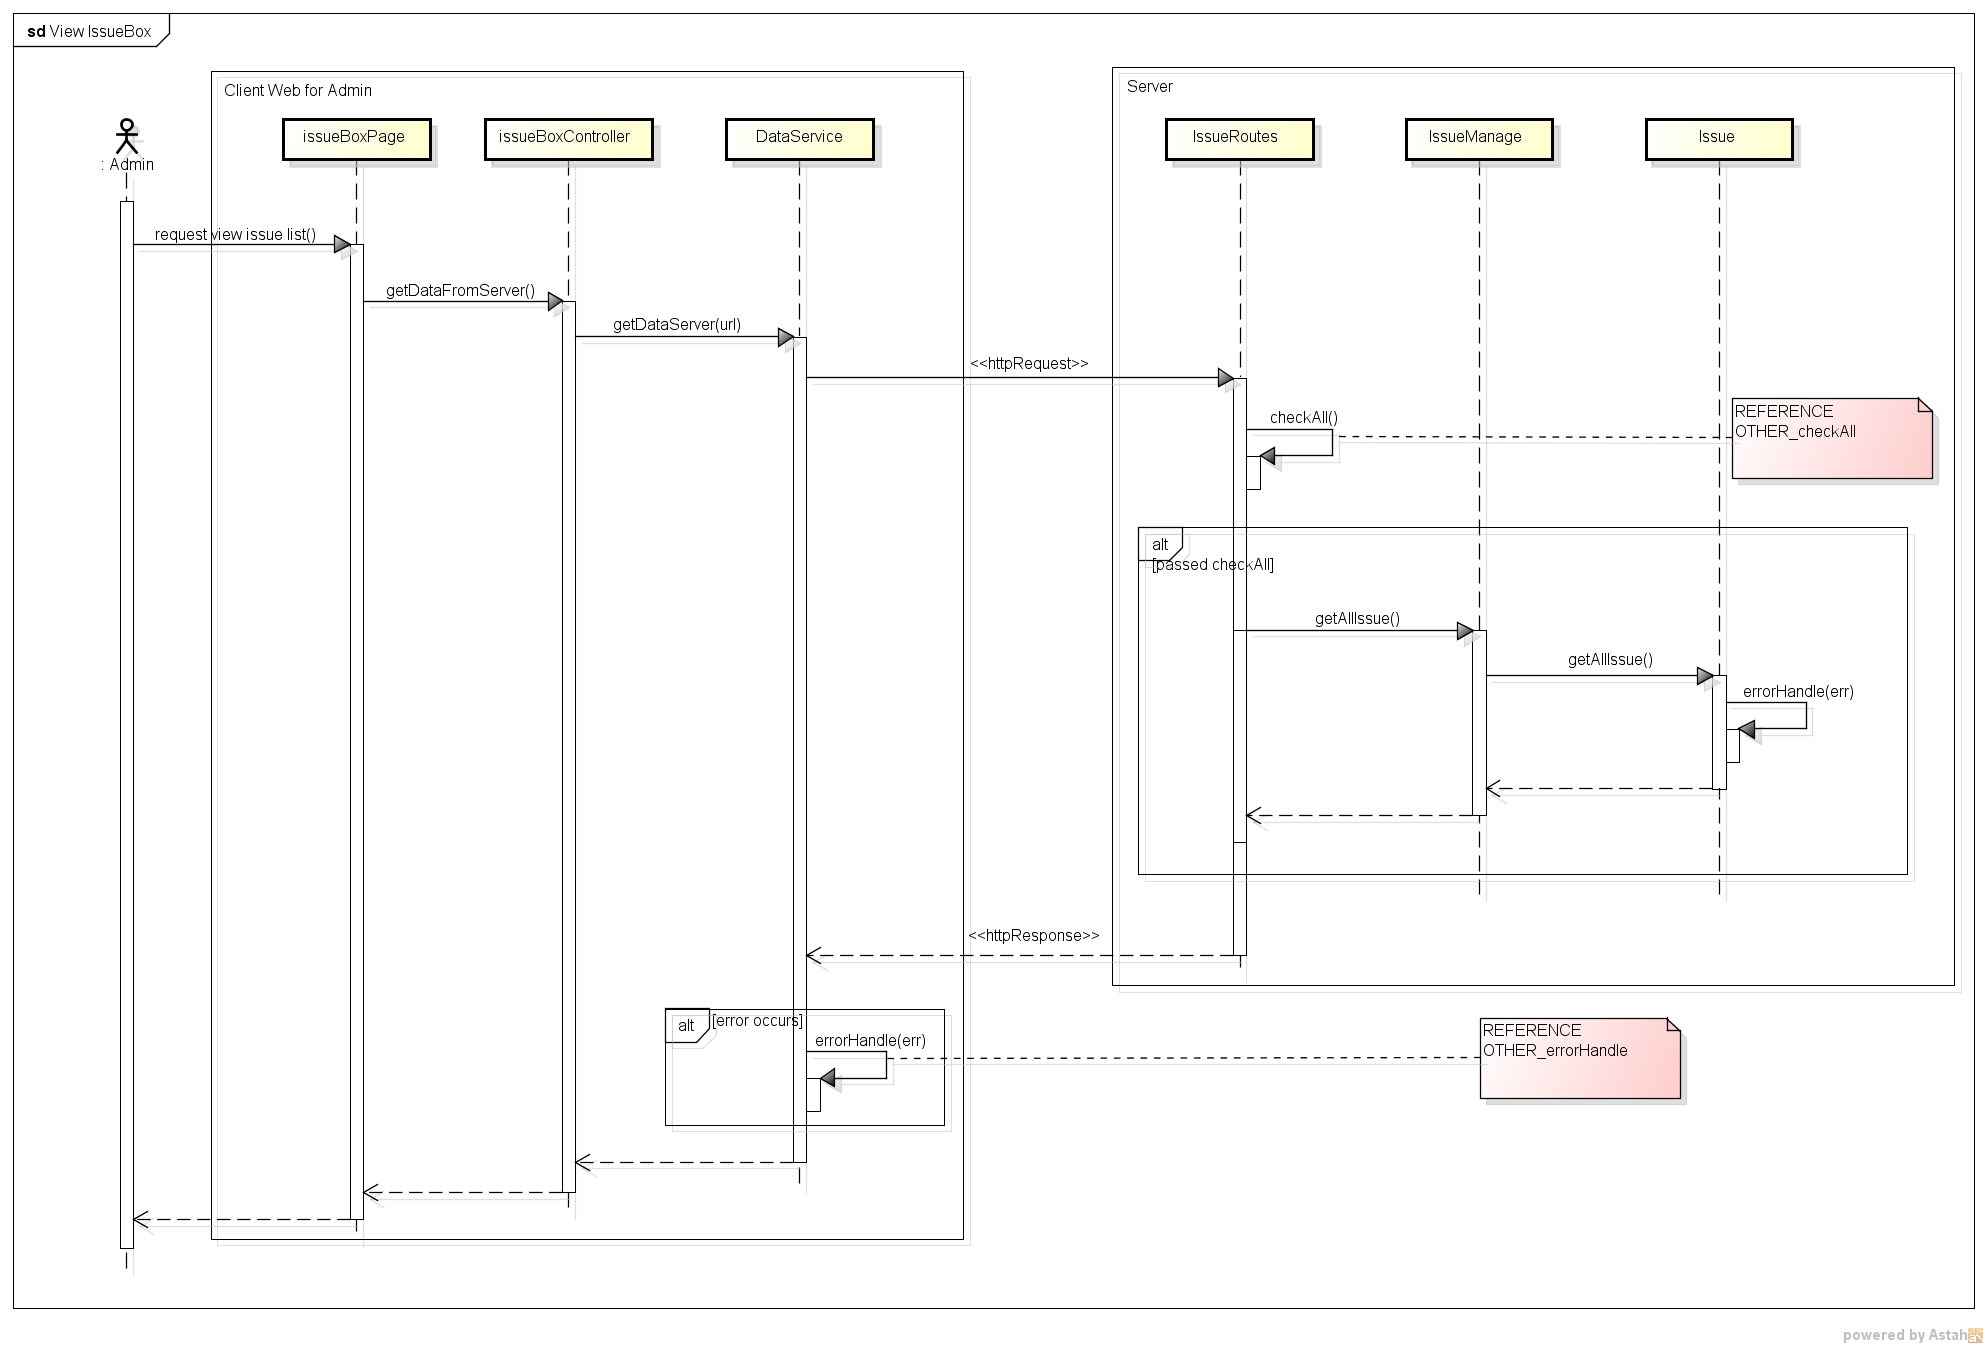 sd View IssueBox
Client Web for Admin
Server
issueBoxPage
issueBoxController
DataService
IssueRoutes
IssueManage
Issue
: Admin
request view issue list()
getDataFromServer()
getDataServer(url)
<<httpRequest>>
checkAll()
REFERENCE
OTHER_checkAll
alt
[passed checkAll]
getAllIssue()
getAllIssue()
errorHandle(err)
<<httpResponse>>
alt
[error occurs]
errorHandle(err)
REFERENCE
OTHER_errorHandle
powered by Astah